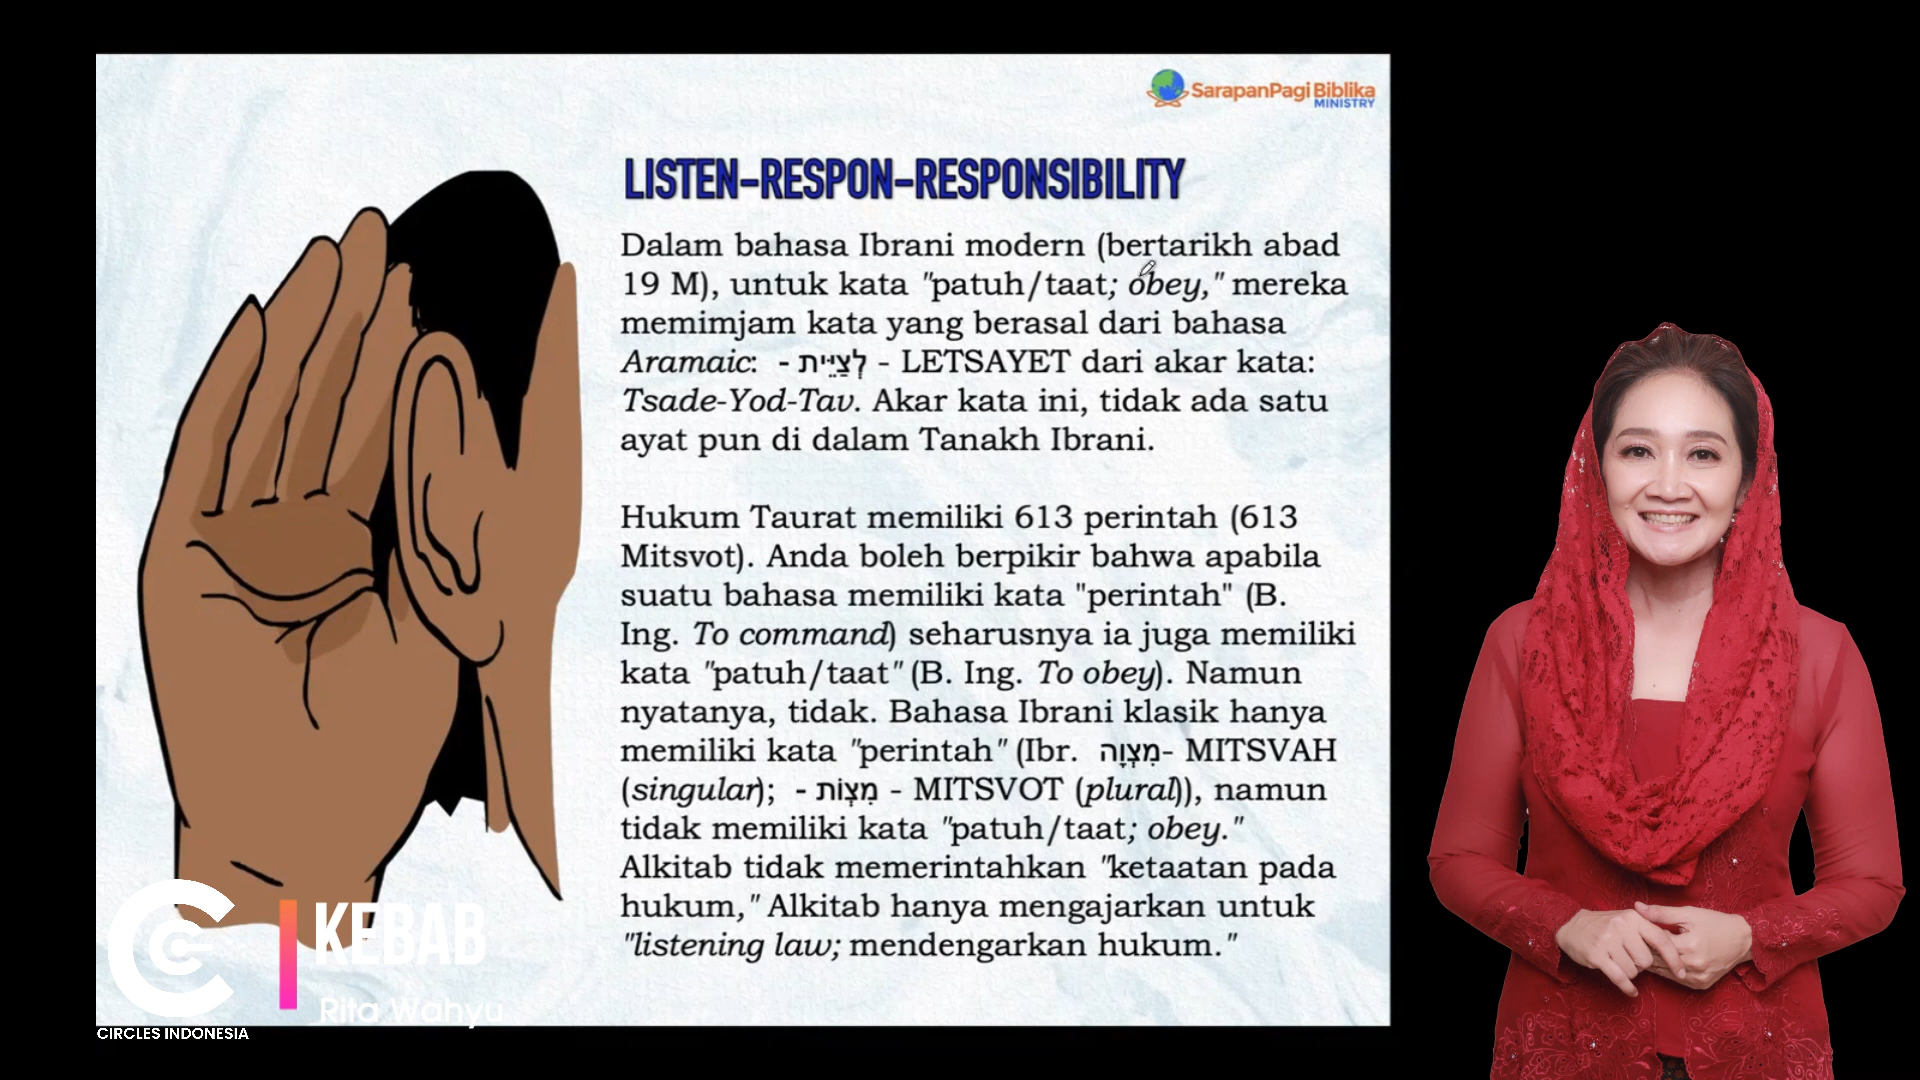 SarapanPagi Biblika
MINISTRY
LISTEN-RESPON-RESPONSIBILITY
Dalam bahasa Ibrani modern (bertarikh abad
19 M), untuk kata "patuh/taat; obey," mereka
memimjam kata yang berasal dari bahasa
Aramaic: - לְצַיֵּית - LETSAYET dari akar kata:
Tsade-Yod-Tav. Akar kata ini, tidak ada satu
ayat pun di dalam Tanakh Ibrani.
Hukum Taurat memiliki 613 perintah (613
Mitsvot). Anda boleh berpikir bahwa apabila
suatu bahasa memiliki kata "perintah" (B.
Ing. To command) seharusnya ia juga memiliki
kata "patuh/taat" (B. Ing. To obey). Namun
nyatanya, tidak. Bahasa Ibrani klasik hanya
memiliki kata "perintah" (Ibr. מִצְוָה- MITSVAH
(singular); - מִצְוֹת - MITSVOT (plural)), namun
tidak memiliki kata "patuh/taat; obey."
Alkitab tidak memerintahkan "ketaatan pada
hukum," Alkitab hanya mengajarkan untuk
"listening law; mendengarkan hukum."
KEBAB
Rita Wahyu
CIRCLES INDONESIA